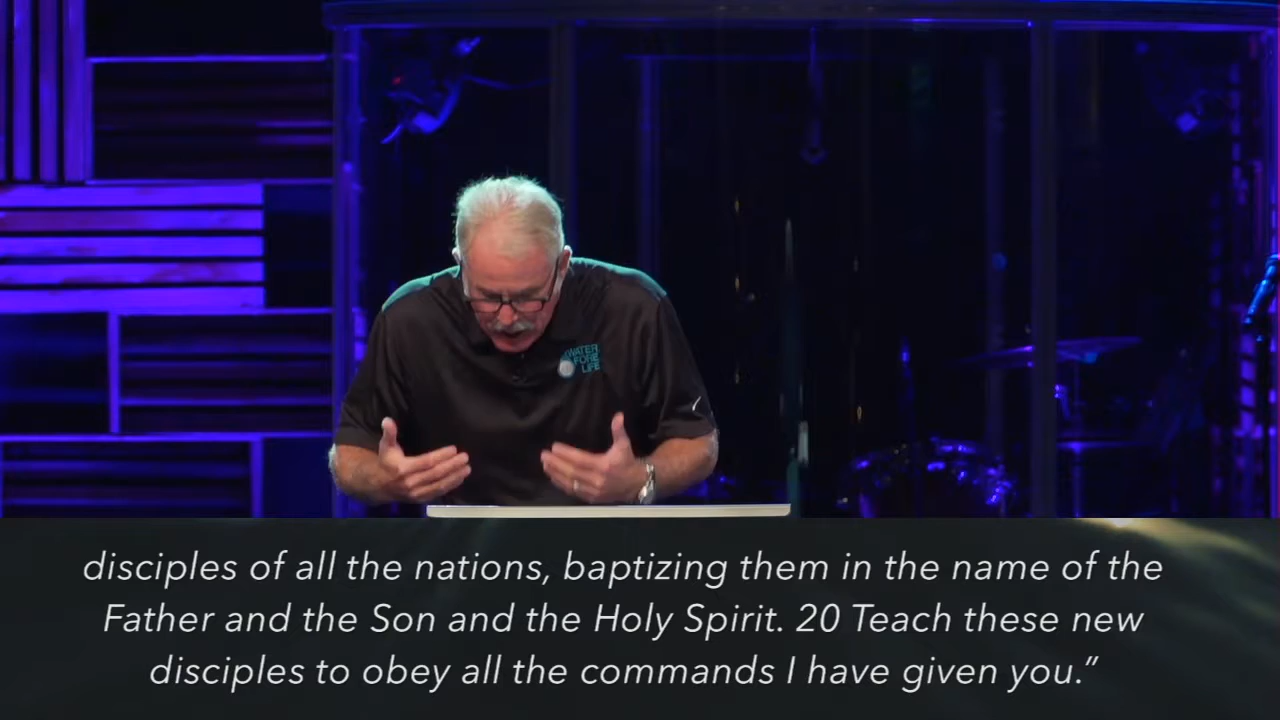 WATER
FORE
LIFE
disciples of all the nations, baptizing them in the name of the
Father and the Son and the Holy Spirit. 20 Teach these new
disciples to obey all the commands I have given you.”